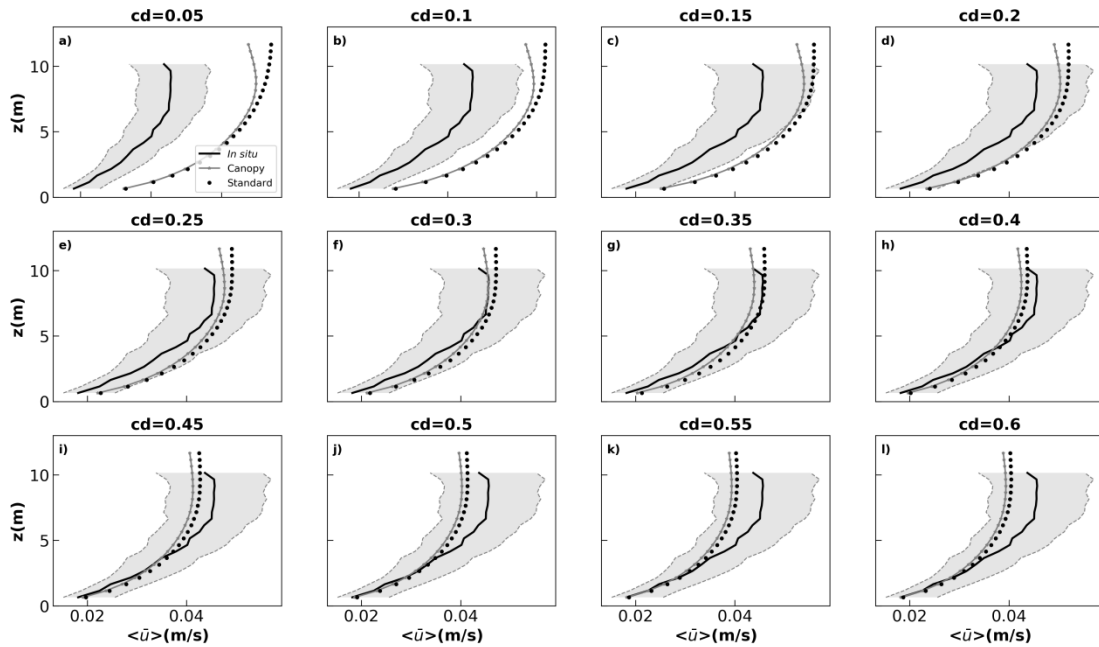 cd=0.05 cd=0.1 cd=0.15 cd=0.2
a) b) c) d)
10
z(m)
5
In situ
Canopy
Standard
0
cd=0.25 cd=0.3 cd=0.35 cd=0.4
e) f) g) h)
10
z(m)
5
0
cd=0.45 cd=0.5 cd=0.55 cd=0.6
i) j) k) l)
10
z(m)
5
0
0.02 0.04 0.02 0.04 0.02 0.04 0.02 0.04
<ū>(m/s) <ū>(m/s) <ū>(m/s) <ū>(m/s)